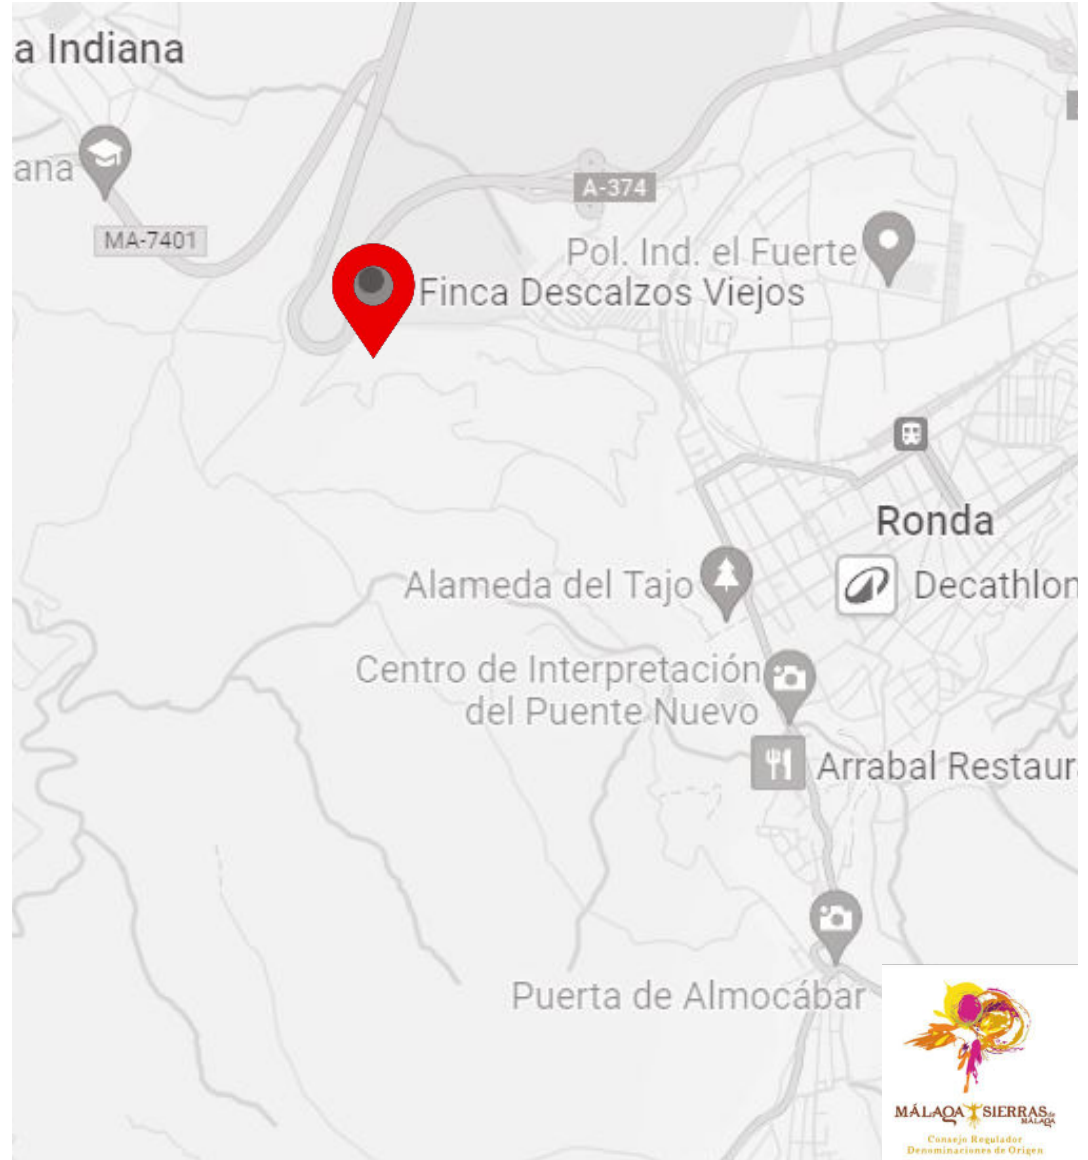 a Indiana
ana
MA-7401
A-374
Pol. Ind. el Fuerte
Finca Descalzos Viejos
Ronda
Alameda del Tajo
Decathlon
Centro de Interpretación
del Puente Nuevo
Arrabal Restaur
Puerta de Almocábar
MÁLAGA SIERRAS de
MÁLAGA
Consejo Regulador
Denominaciones de Origen